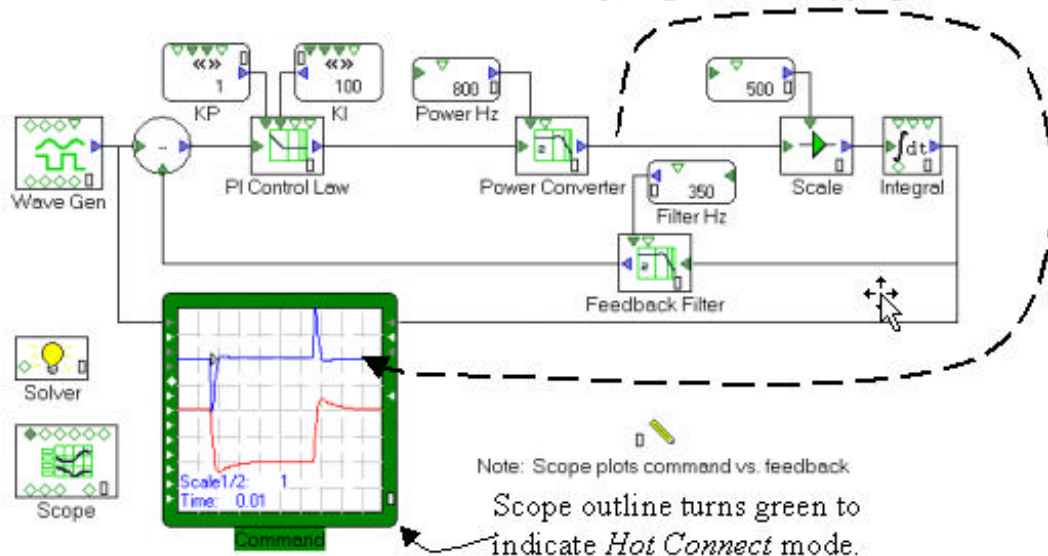 «»
1
KP
«»
100
KI
800
Power Hz
500
Wave Gen
--
PI Control Law
Power Converter
Scale
∫dt
Integral
350
Filter Hz
Feedback Filter
Solver
Scope
Scale1/2: 1
Time: 0.01
Command
Note: Scope plots command vs. feedback
Scope outline turns green to
indicate Hot Connect mode.